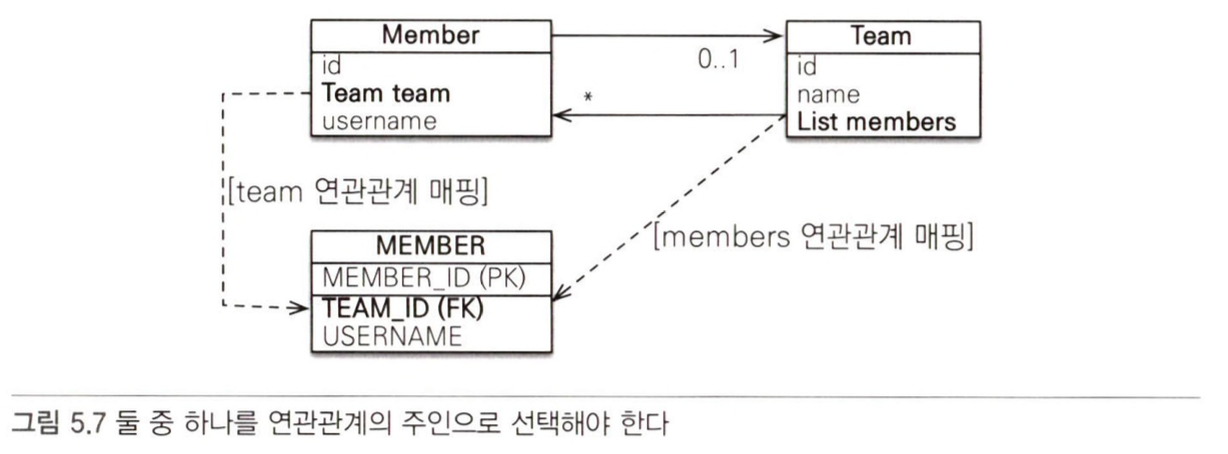 Member
id
Team team
username
0..1
*
Team
id
name
List members
[team 연관관계 매핑]
[members 연관관계 매핑]
MEMBER
MEMBER_ID (PK)
TEAM_ID (FK)
USERNAME
그림 5.7 둘 중 하나를 연관관계의 주인으로 선택해야 한다